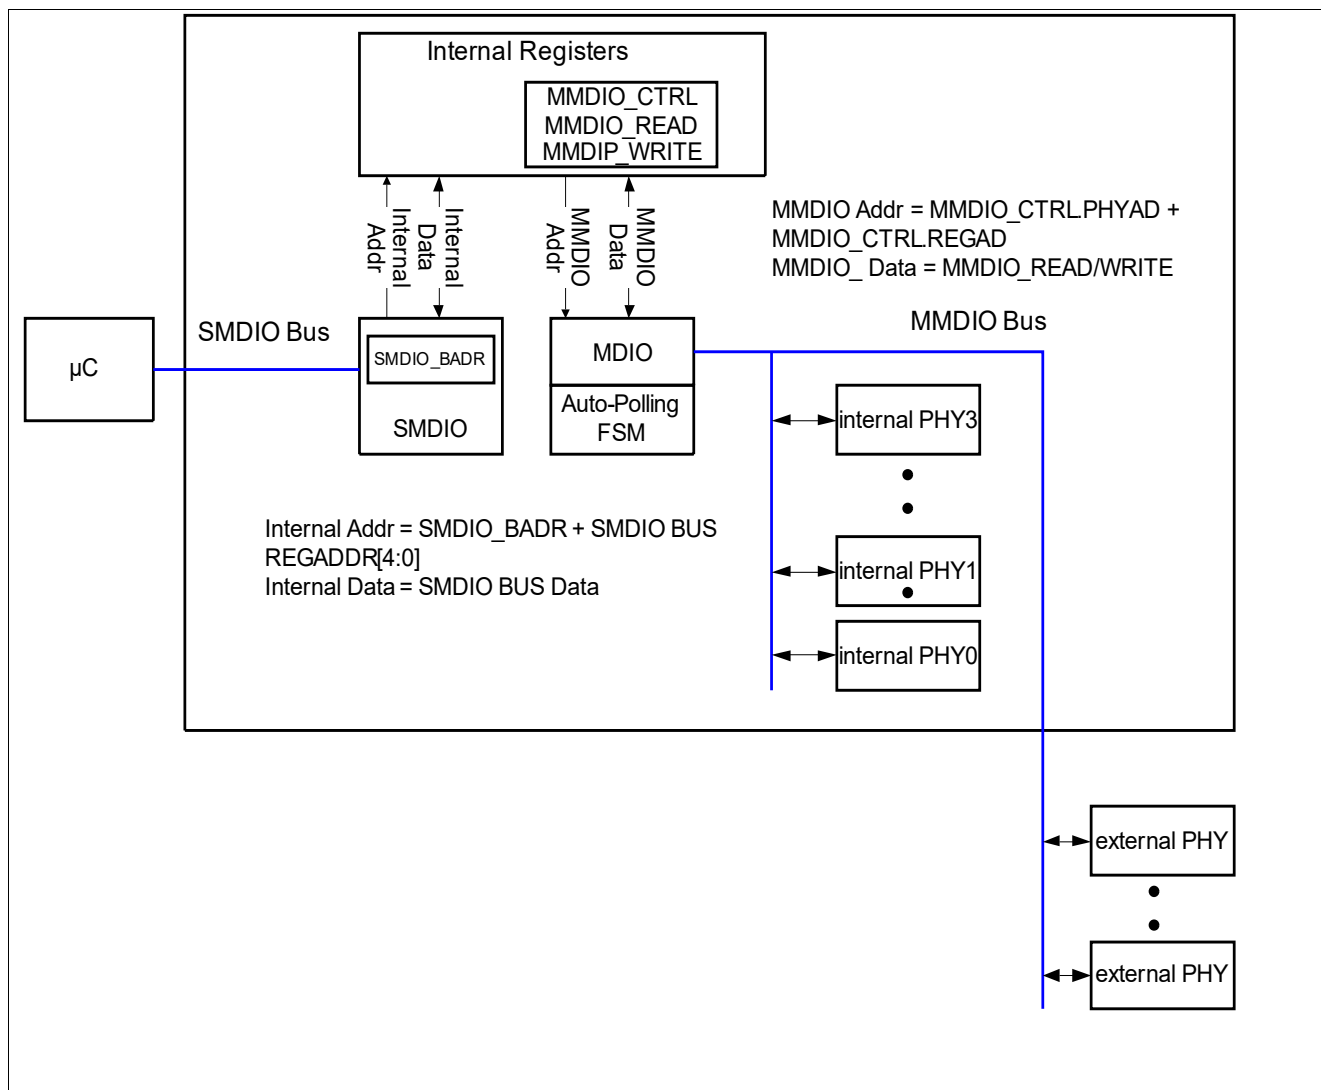 Internal Registers
MMDIO_CTRL
MMDIO_READ
MMDIP_WRITE
Internal
Addr
Internal
Data
MMDIO
Addr
MMDIO
Data
MMDIO Addr = MMDIO_CTRL.PHYAD +
MMDIO_CTRL.REGAD
MMDIO_ Data = MMDIO_READ/WRITE
µC
SMDIO Bus
SMDIO_BADR
SMDIO
MDIO
Auto-Polling
FSM
MMDIO Bus
internal PHY3
internal PHY1
internal PHY0
Internal Addr = SMDIO_BADR + SMDIO BUS
REGADDR[4:0]
Internal Data = SMDIO BUS Data
external PHY
external PHY